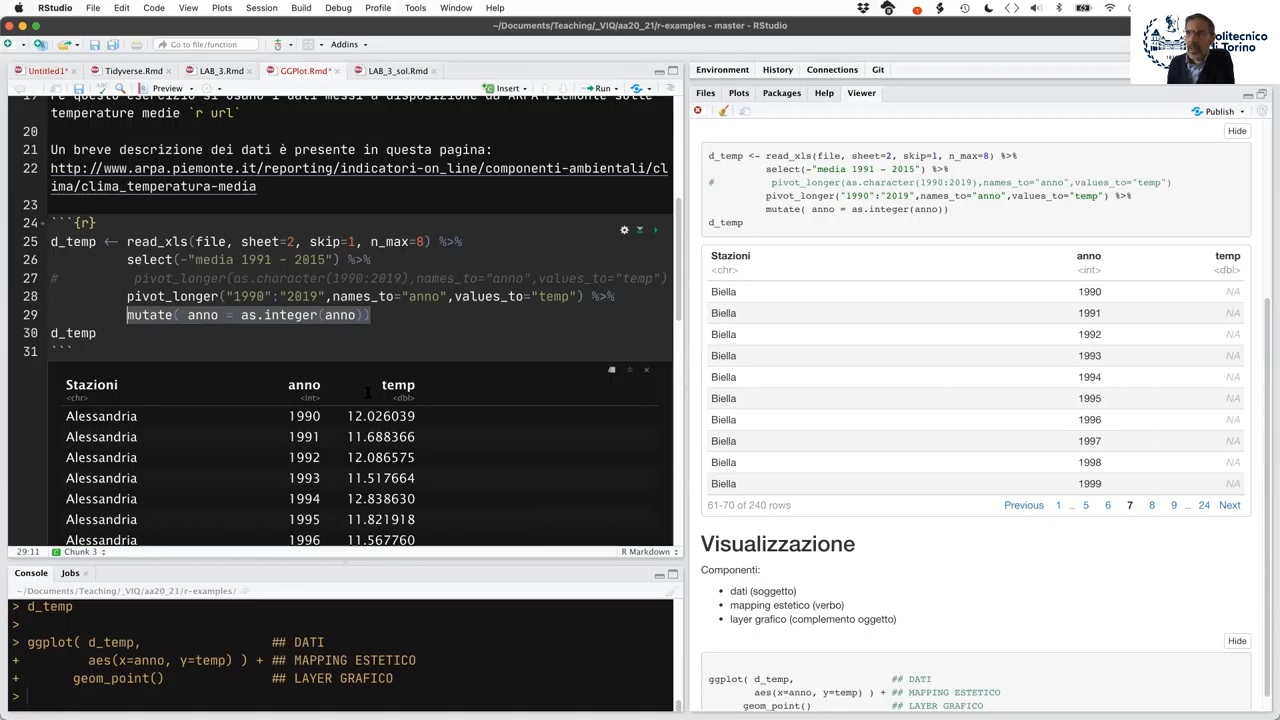 RStudio File Edit Code View Plots Session Build Debug Profile Tools Window Help
~/Documents/Teaching/_VIQ/aa20_21/r-examples - master - RStudio
Go to file/function Addins
Politecnico
di Torino
Untitled1* Tidyverse.Rmd LAB_3.Rmd GGPlot.Rmd* LAB_3_sol.Rmd
Preview Insert Run
temperature medie `r url`
20
21 Un breve descrizione dei dati è presente in questa pagina:
22 http://www.arpa.piemonte.it/reporting/indicatori-on_line/componenti-ambientali/cl
ima/clima_temperatura-media
23
24 ```{r}
25 d_temp <- read_xls(file, sheet=2, skip=1, n_max=8) %>%
26 select(-"media 1991 - 2015") %>%
27 # pivot_longer(as.character(1990:2019),names_to="anno",values_to="temp")
28 pivot_longer("1990":"2019",names_to="anno",values_to="temp") %>%
29 mutate( anno = as.integer(anno))
30 d_temp
31 ```
Stazioni anno temp
<chr> <int> <dbl>
Alessandria 1990 12.026039
Alessandria 1991 11.688366
Alessandria 1992 12.086575
Alessandria 1993 11.517664
Alessandria 1994 12.838630
Alessandria 1995 11.821918
Alessandria 1996 11.567760
29:11 Chunk 3 R Markdown
Console Jobs
~/Documents/Teaching/_VIQ/aa20_21/r-examples/
> d_temp
>
> ggplot( d_temp, ## DATI
+ aes(x=anno, y=temp) ) + ## MAPPING ESTETICO
+ geom_point() ## LAYER GRAFICO
>
Environment History Connections Git
Files Plots Packages Help Viewer
Publish
Hide
d_temp <- read_xls(file, sheet=2, skip=1, n_max=8) %>%
select(-"media 1991 - 2015") %>%
# pivot_longer(as.character(1990:2019),names_to="anno",values_to="temp")
pivot_longer("1990":"2019",names_to="anno",values_to="temp") %>%
mutate( anno = as.integer(anno))
d_temp
Stazioni anno temp
<chr> <int> <dbl>
Biella 1990 NA
Biella 1991 NA
Biella 1992 NA
Biella 1993 NA
Biella 1994 NA
Biella 1995 NA
Biella 1996 NA
Biella 1997 NA
Biella 1998 NA
Biella 1999 NA
61-70 of 240 rows Previous 1 ... 5 6 7 8 9 ... 24 Next
Visualizzazione
Componenti:
• dati (soggetto)
• mapping estetico (verbo)
• layer grafico (complemento oggetto)
Hide
ggplot( d_temp, ## DATI
aes(x=anno, y=temp) ) + ## MAPPING ESTETICO
geom_point() ## LAYER GRAFICO